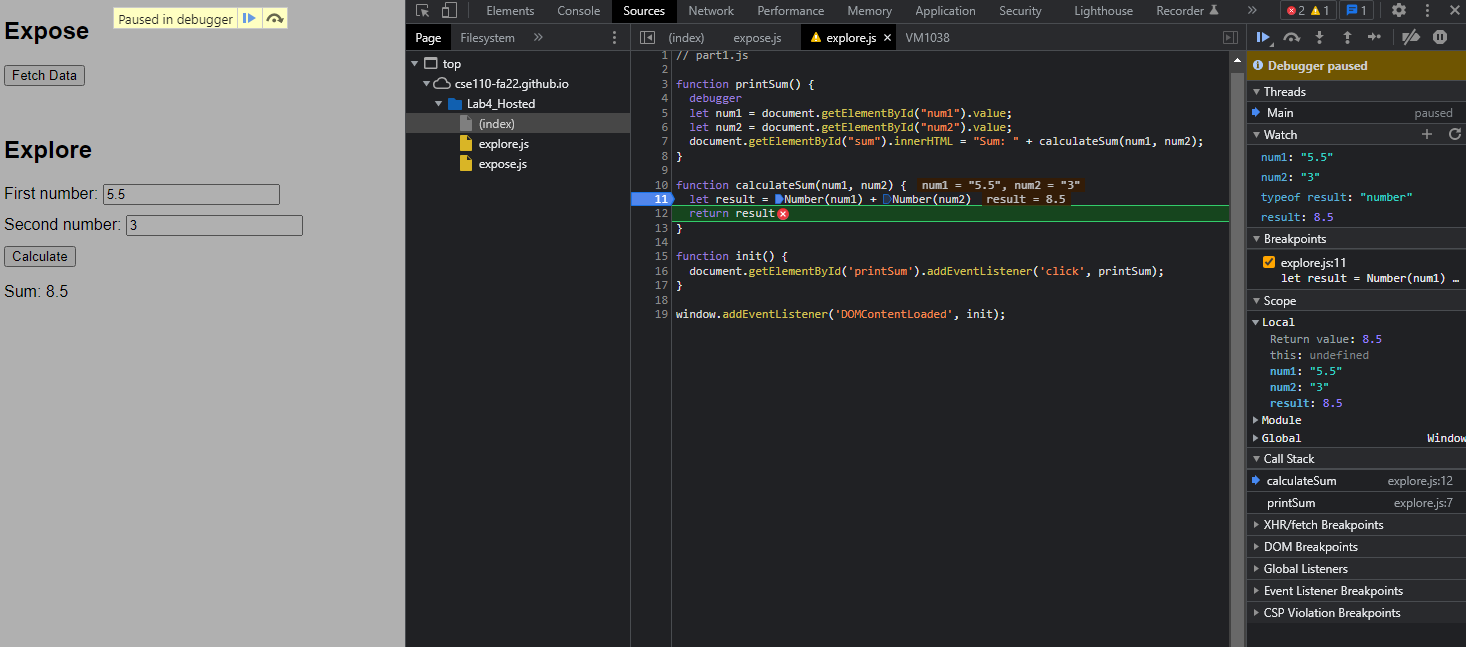 Expose
Paused in debugger
Fetch Data
Explore
First number: 5.5
Second number: 3
Calculate
Sum: 8.5
Elements Console Sources Network Performance Memory Application Security Lighthouse Recorder » 2 1 1
Page Filesystem »
top
cse110-fa22.github.io
Lab4_Hosted
(index)
explore.js
expose.js
(index) expose.js explore.js × VM1038
1 // part1.js
2
3 function printSum() {
4 debugger
5 let num1 = document.getElementById("num1").value;
6 let num2 = document.getElementById("num2").value;
7 document.getElementById("sum").innerHTML = "Sum: " + calculateSum(num1, num2);
8 }
9
10 function calculateSum(num1, num2) { num1 = "5.5", num2 = "3"
11 let result = Number(num1) + Number(num2) result = 8.5
12 return result
13 }
14
15 function init() {
16 document.getElementById('printSum').addEventListener('click', printSum);
17 }
18
19 window.addEventListener('DOMContentLoaded', init);
Debugger paused
Threads
Main paused
Watch
num1: "5.5"
num2: "3"
typeof result: "number"
result: 8.5
Breakpoints
explore.js:11
let result = Number(num1) …
Scope
Local
Return value: 8.5
this: undefined
num1: "5.5"
num2: "3"
result: 8.5
Module
Global Window
Call Stack
calculateSum explore.js:12
printSum explore.js:7
XHR/fetch Breakpoints
DOM Breakpoints
Global Listeners
Event Listener Breakpoints
CSP Violation Breakpoints